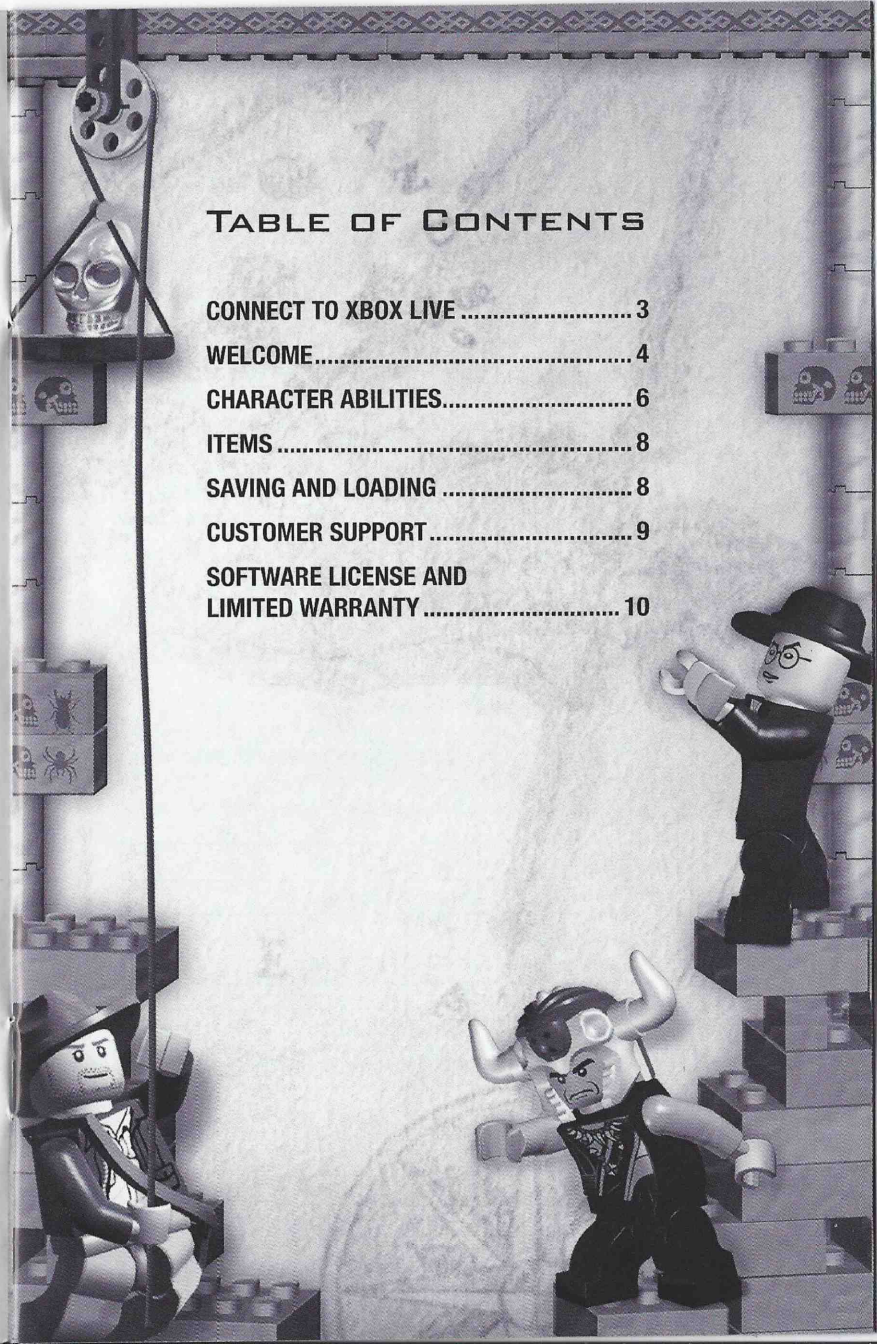 TABLE OF CONTENTS
CONNECT TO XBOX LIVE ........................... 3
WELCOME.................................................. 4
CHARACTER ABILITIES.............................. 6
ITEMS ........................................................ 8
SAVING AND LOADING .............................. 8
CUSTOMER SUPPORT................................ 9
SOFTWARE LICENSE AND
LIMITED WARRANTY............................... 10